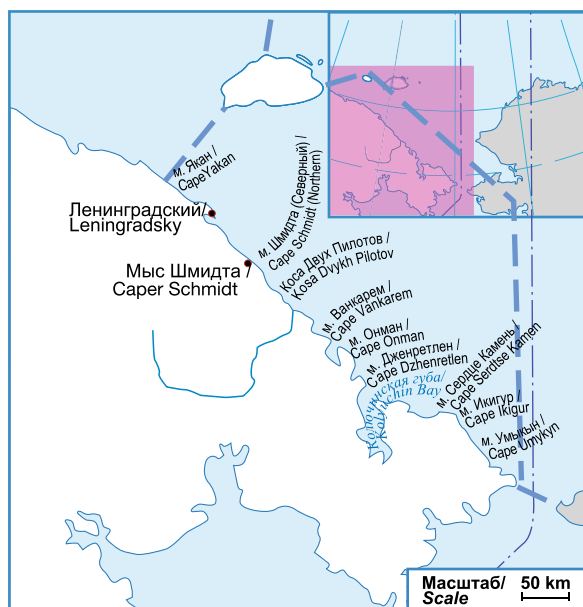 м. Якан /
Cape Yakan
Ленинградский/
Leningradsky
м. Шмидта (Северный) /
Cape Schmidt (Northern)
Мыс Шмидта /
Caper Schmidt
Коса Двух Пилотов /
Kosa Dvykh Pilotov
м. Ванкарем /
Cape Vankarem
м. Онман /
Cape Onman
м. Дженретлен /
Cape Dzhenretlen
Колючинская губа/
Kolyuchin Bay
м. Сердце Камень /
Cape Serdtse Kamen
м. Икигур /
Cape Ikigur
м. Умыкын /
Cape Umykyn
Масштаб/
Scale
50 km